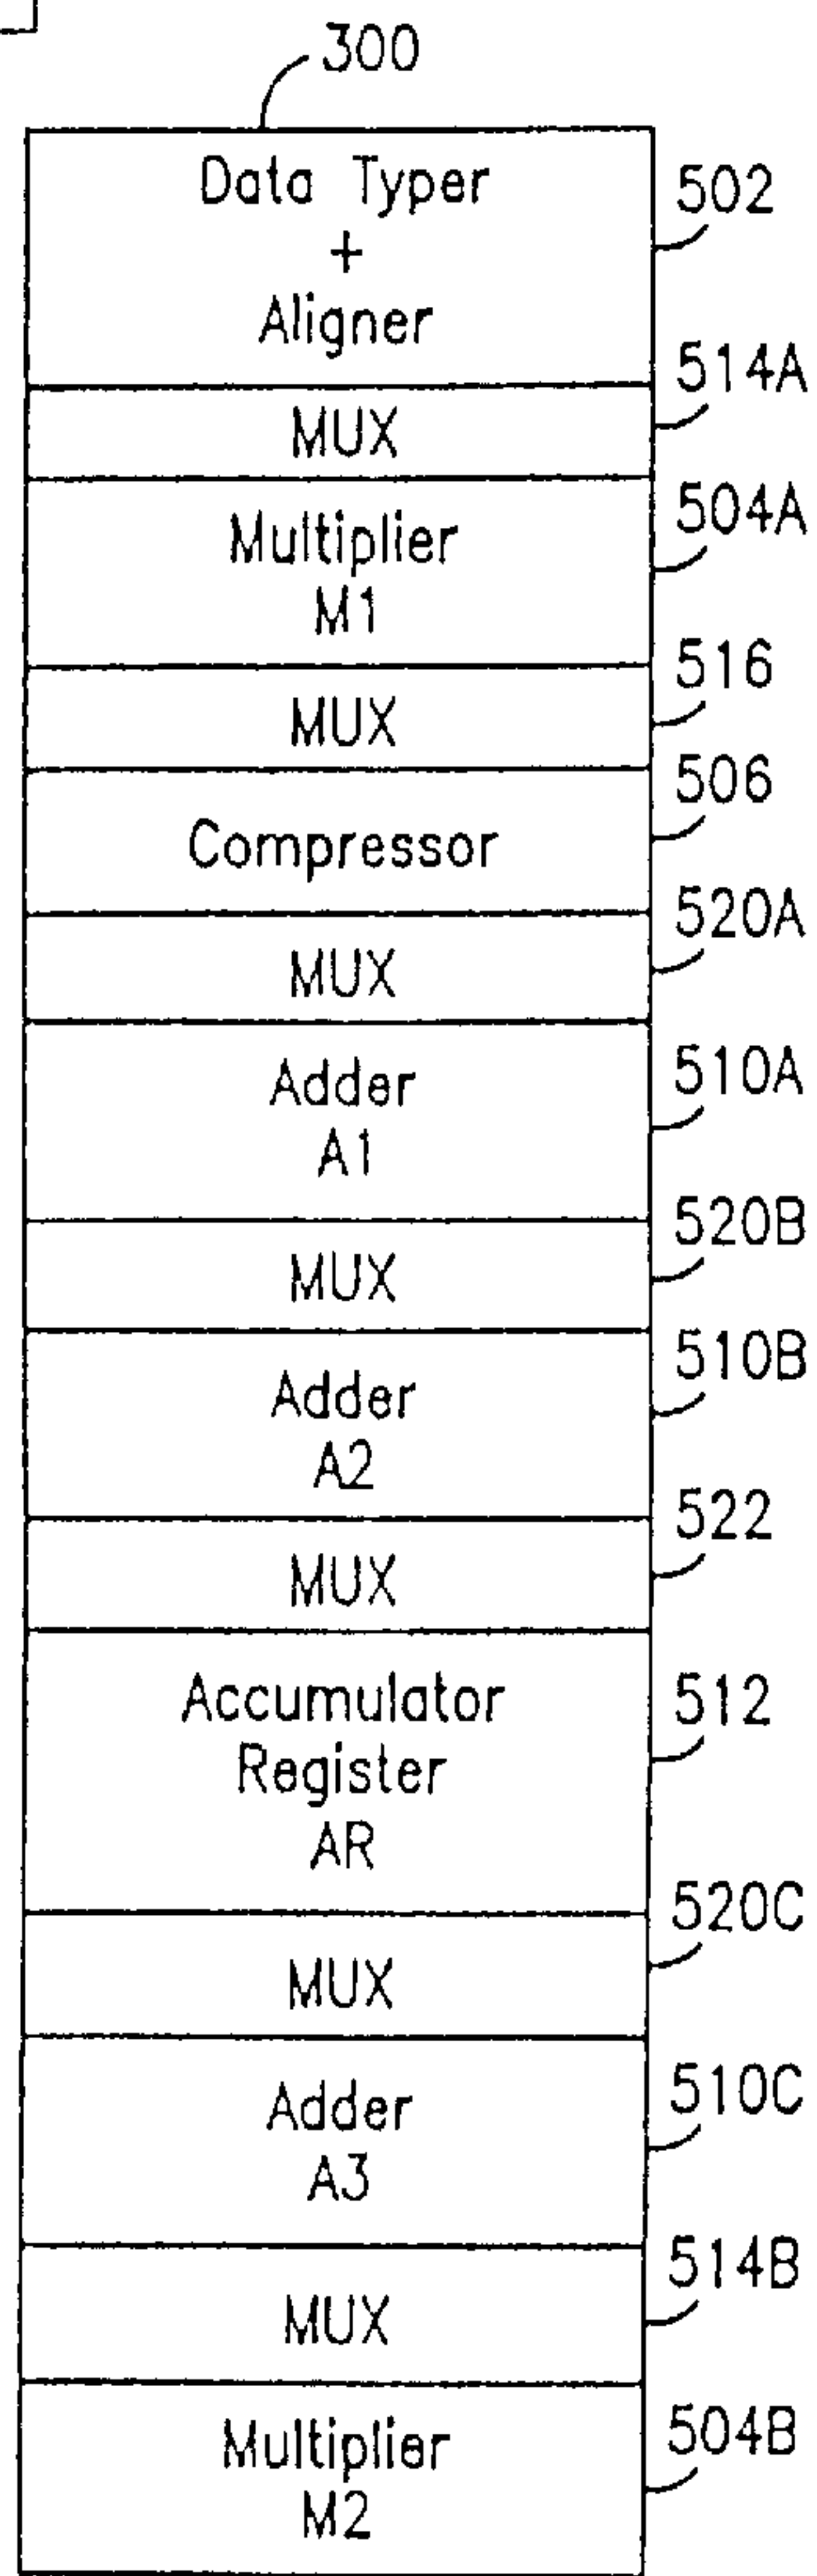 300
Data Typer
+
Aligner
502
MUX
514A
Multiplier
M1
504A
MUX
516
Compressor
506
MUX
520A
Adder
A1
510A
MUX
520B
Adder
A2
510B
MUX
522
Accumulator
Register
AR
512
MUX
520C
Adder
A3
510C
MUX
514B
Multiplier
M2
504B